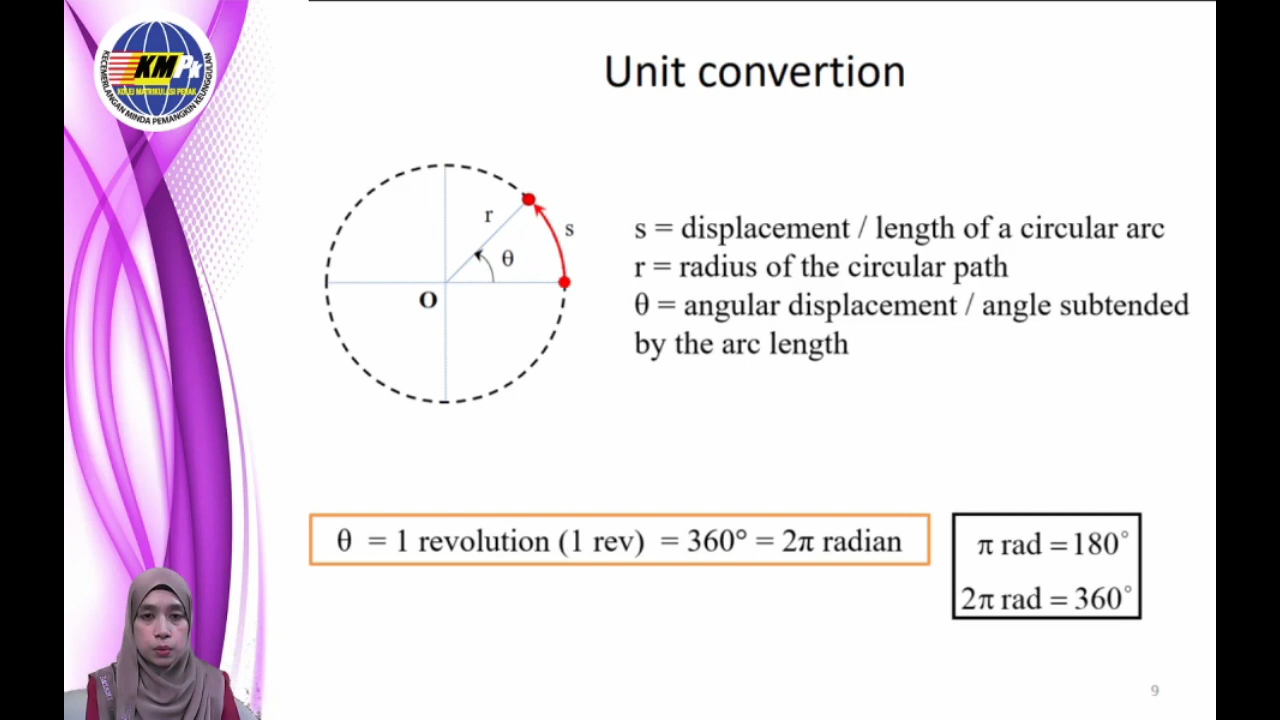 KMPk
KOLEJ MATRIKULASI PERAK
KECEMERLANGAN MINDA PEMANGKIN KEUNGGULAN
Unit convertion
r
s
θ
O
s = displacement / length of a circular arc
r = radius of the circular path
θ = angular displacement / angle subtended
by the arc length
θ = 1 revolution (1 rev) = 360° = 2π radian
π rad = 180°
2π rad = 360°
9